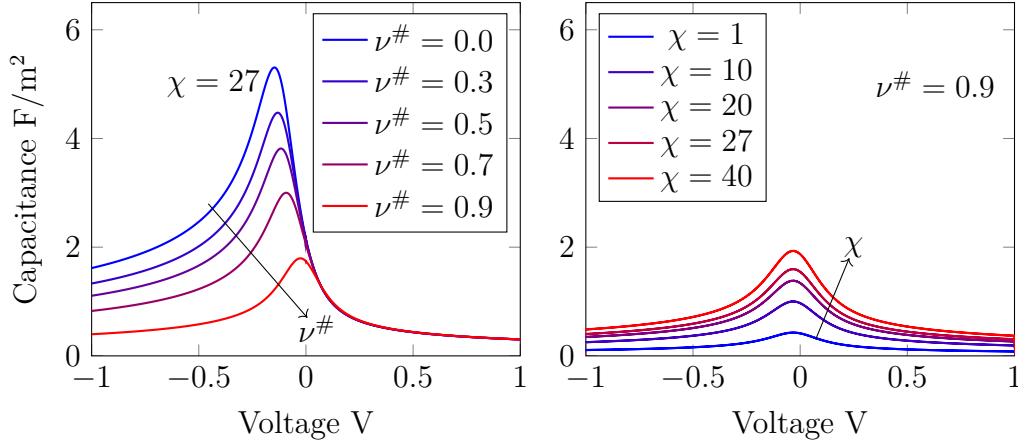 Capacitance F/m²
6
4
2
0
χ = 27
ν# = 0.0
ν# = 0.3
ν# = 0.5
ν# = 0.7
ν# = 0.9
ν#
−1
−0.5
0
0.5
1
Voltage V
6
4
2
0
χ = 1
χ = 10
χ = 20
χ = 27
χ = 40
ν# = 0.9
χ
−1
−0.5
0
0.5
1
Voltage V